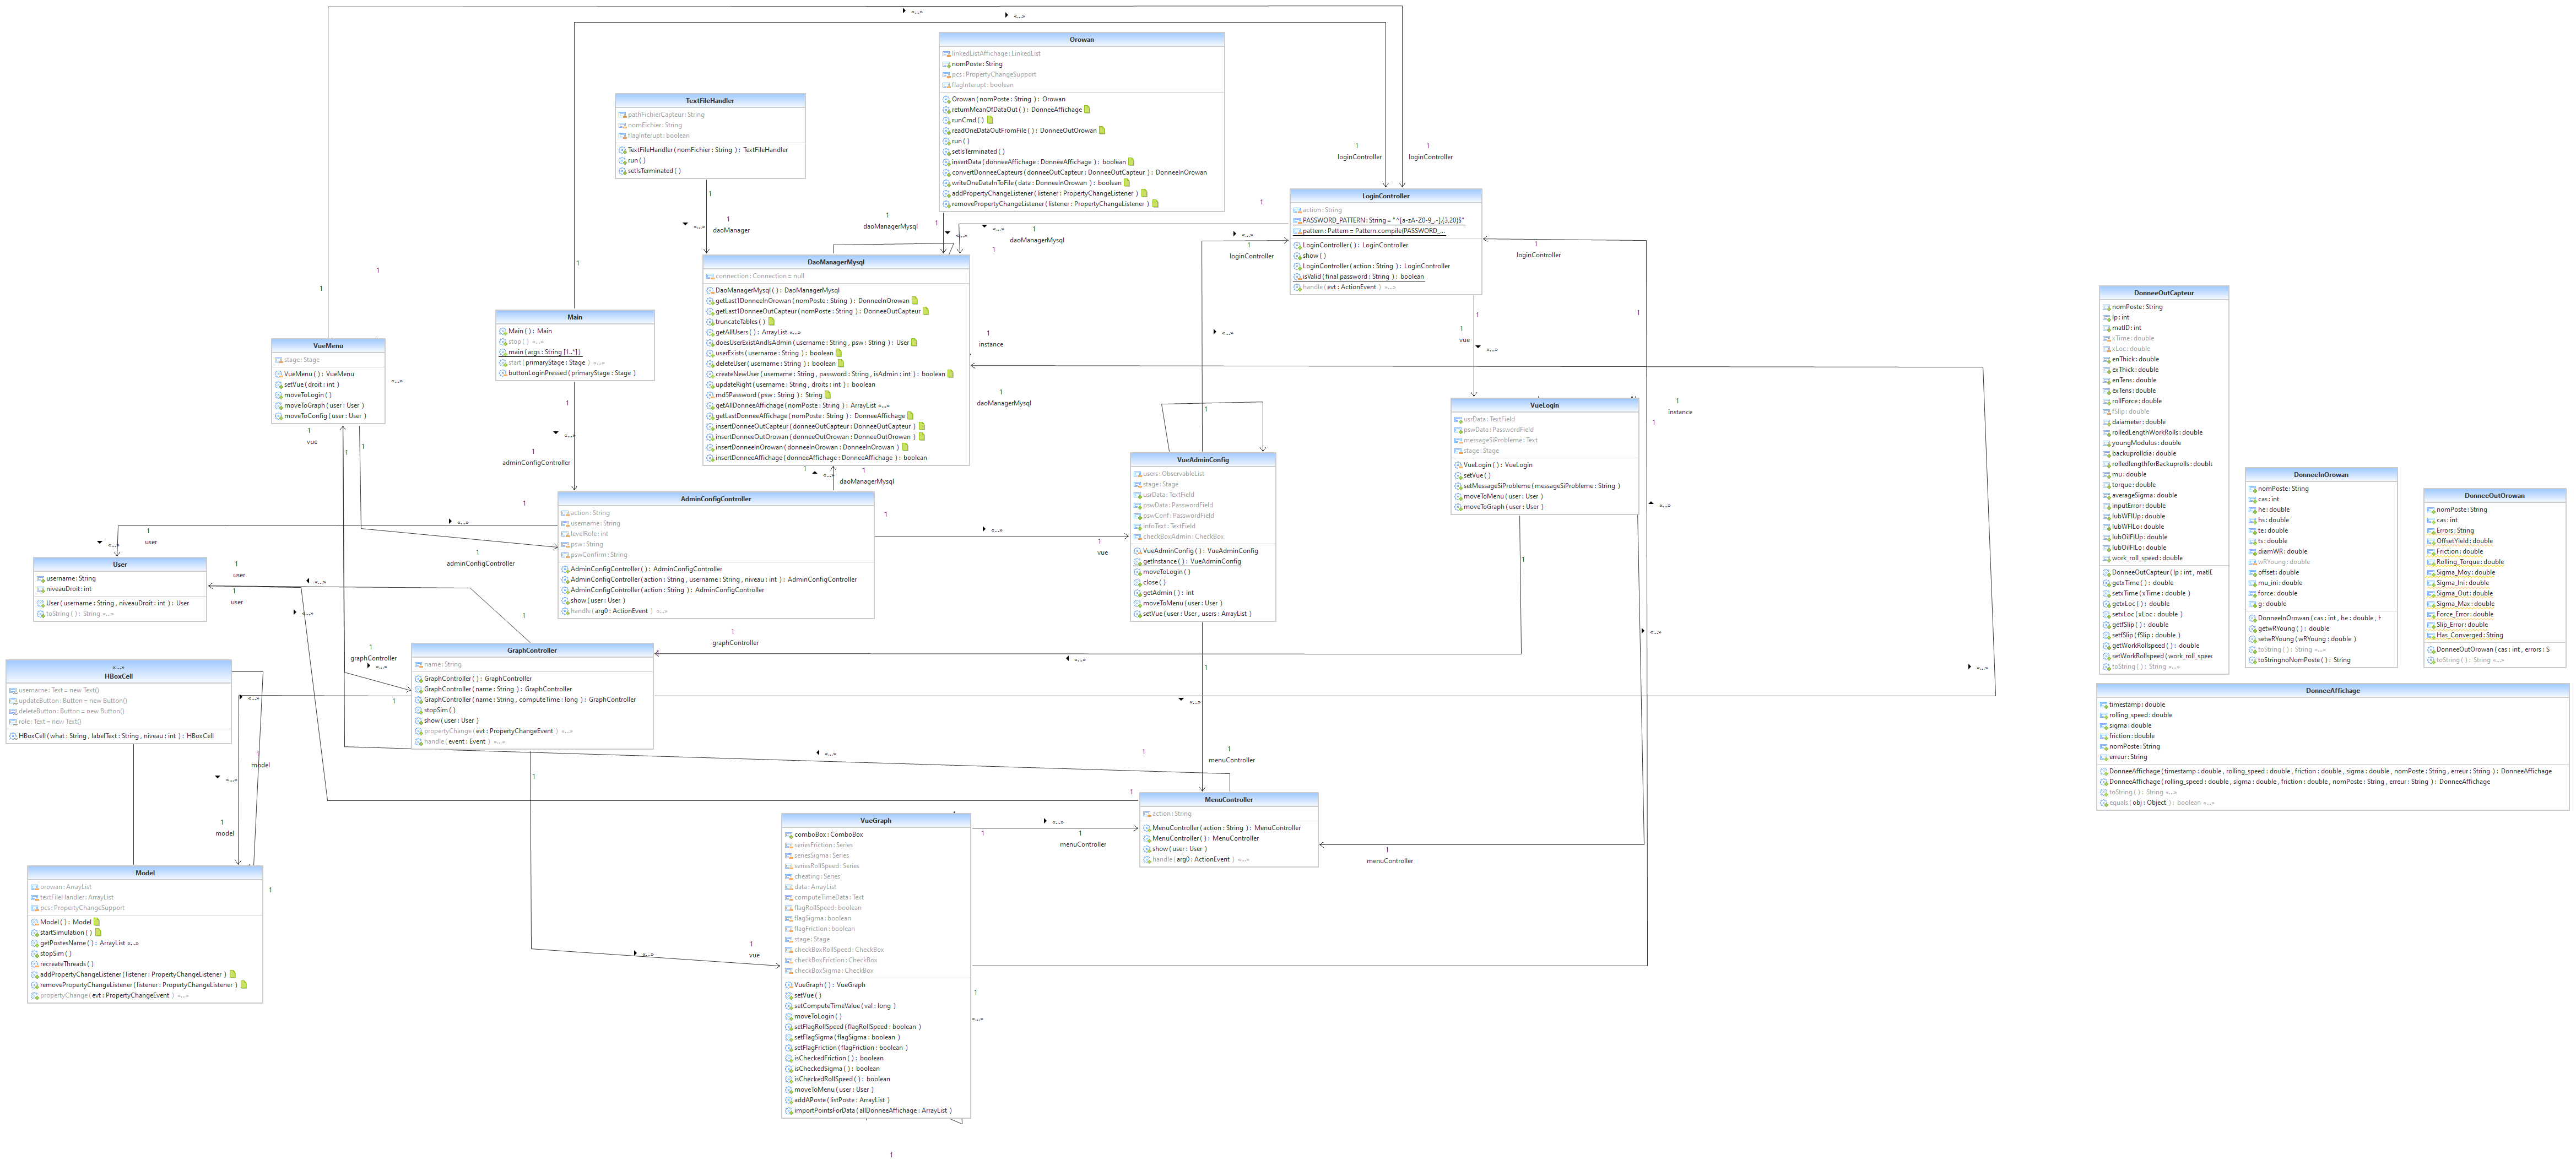 Orowan
linkedListAffichage : LinkedList
nomPoste : String
pcs : PropertyChangeSupport
flagInterupt : boolean
Orowan ( nomPoste : String ) : Orowan
returnMeanOfDataOut ( ) : DonneeAffichage
runCmd ( )
readOneDataOutFromFile ( ) : DonneeOutOrowan
run ( )
setIsTerminated ( )
insertData ( donneeAffichage : DonneeAffichage ) : boolean
convertDonneeCapteurs ( donneeOutCapteur : DonneeOutCapteur ) : DonneeInOrowan
writeOneDataInToFile ( data : DonneeInOrowan ) : boolean
addPropertyChangeListener ( listener : PropertyChangeListener )
removePropertyChangeListener ( listener : PropertyChangeListener )
TextFileHandler
pathFichierCapteur : String
nomFichier : String
flagInterupt : boolean
TextFileHandler ( nomFichier : String ) : TextFileHandler
run ( )
setIsTerminated ( )
1
loginController
1
loginController
LoginController
action : String
PASSWORD_PATTERN : String = "^[a-zA-Z0-9_.-].{3,20}$"
pattern : Pattern = Pattern.compile(PASSWORD_...
LoginController ( ) : LoginController
show ( )
LoginController ( action : String ) : LoginController
isValid ( final password : String ) : boolean
handle ( evt : ActionEvent ) «...»
1
daoManager
1
daoManagerMysql
1
daoManagerMysql
1
loginController
1
loginController
DaoManagerMysql
connection : Connection = null
DaoManagerMysql ( ) : DaoManagerMysql
getLast1DonneeInOrowan ( nomPoste : String ) : DonneeInOrowan
getLast1DonneeOutCapteur ( nomPoste : String ) : DonneeOutCapteur
truncateTables ( )
getAllUsers ( ) : ArrayList «...»
doesUserExistAndIsAdmin ( username : String , psw : String ) : User
userExists ( username : String ) : boolean
deleteUser ( username : String ) : boolean
createNewUser ( username : String , password : String , isAdmin : int ) : boolean
updateRight ( username : String , droits : int ) : boolean
md5Password ( psw : String ) : String
getAllDonneeAffichage ( nomPoste : String ) : ArrayList «...»
getLastDonneeAffichage ( nomPoste : String ) : DonneeAffichage
insertDonneeOutCapteur ( donneeOutCapteur : DonneeOutCapteur )
insertDonneeOutOrowan ( donneeOutOrowan : DonneeOutOrowan )
insertDonneeInOrowan ( donneeInOrowan : DonneeInOrowan )
insertDonneeAffichage ( donneeAffichage : DonneeAffichage ) : boolean
1
instance
1
daoManagerMysql
1
vue
1
instance
Main
Main ( ) : Main
stop ( ) «...»
main ( args : String [1..*] )
start ( primaryStage : Stage ) «...»
buttonLoginPressed ( primaryStage : Stage )
VueMenu
stage : Stage
VueMenu ( ) : VueMenu
setVue ( droit : int )
moveToLogin ( )
moveToGraph ( user : User )
moveToConfig ( user : User )
1
vue
1
adminConfigController
1
daoManagerMysql
VueLogin
usrData : TextField
pswData : PasswordField
messageSiProbleme : Text
stage : Stage
VueLogin ( ) : VueLogin
setVue ( )
setMessageSiProbleme ( messageSiProbleme : String )
moveToMenu ( user : User )
moveToGraph ( user : User )
VueAdminConfig
users : ObservableList
stage : Stage
usrData : TextField
pswData : PasswordField
pswConf : PasswordField
infoText : TextField
checkBoxAdmin : CheckBox
VueAdminConfig ( ) : VueAdminConfig
getInstance ( ) : VueAdminConfig
moveToLogin ( )
close ( )
getAdmin ( ) : int
moveToMenu ( user : User )
setVue ( user : User , users : ArrayList )
AdminConfigController
action : String
username : String
levelRole : int
psw : String
pswConfirm : String
AdminConfigController ( ) : AdminConfigController
AdminConfigController ( action : String , username : String , niveau : int ) : AdminConfigController
AdminConfigController ( action : String ) : AdminConfigController
show ( user : User )
handle ( arg0 : ActionEvent ) «...»
1
user
1
vue
1
adminConfigController
User
username : String
niveauDroit : int
User ( username : String , niveauDroit : int ) : User
toString ( ) : String «...»
1
user
1
user
1
graphController
1
graphController
GraphController
name : String
GraphController ( ) : GraphController
GraphController ( name : String ) : GraphController
GraphController ( name : String , computeTime : long ) : GraphController
stopSim ( )
show ( user : User )
propertyChange ( evt : PropertyChangeEvent ) «...»
handle ( event : Event ) «...»
«...»
HBoxCell
username : Text = new Text()
updateButton : Button = new Button()
deleteButton : Button = new Button()
role : Text = new Text()
HBoxCell ( what : String , labelText : String , niveau : int ) : HBoxCell
1
model
1
model
1
menuController
MenuController
action : String
MenuController ( action : String ) : MenuController
MenuController ( ) : MenuController
show ( user : User )
handle ( arg0 : ActionEvent ) «...»
1
menuController
1
menuController
Model
orowan : ArrayList
textFileHandler : ArrayList
pcs : PropertyChangeSupport
Model ( ) : Model
startSimulation ( )
getPostesName ( ) : ArrayList «...»
stopSim ( )
recreateThreads ( )
addPropertyChangeListener ( listener : PropertyChangeListener )
removePropertyChangeListener ( listener : PropertyChangeListener )
propertyChange ( evt : PropertyChangeEvent ) «...»
1
vue
VueGraph
comboBox : ComboBox
seriesFriction : Series
seriesSigma : Series
seriesRollSpeed : Series
cheating : Series
data : ArrayList
computeTimeData : Text
flagRollSpeed : boolean
flagSigma : boolean
flagFriction : boolean
stage : Stage
checkBoxRollSpeed : CheckBox
checkBoxFriction : CheckBox
checkBoxSigma : CheckBox
VueGraph ( ) : VueGraph
setVue ( )
setComputeTimeValue ( val : long )
moveToLogin ( )
setFlagRollSpeed ( flagRollSpeed : boolean )
setFlagSigma ( flagSigma : boolean )
setFlagFriction ( flagFriction : boolean )
isCheckedFriction ( ) : boolean
isCheckedSigma ( ) : boolean
isCheckedRollSpeed ( ) : boolean
moveToMenu ( user : User )
addAPoste ( listPoste : ArrayList )
importPointsForData ( allDonneeAffichage : ArrayList )
1
«...»
1
DonneeOutCapteur
nomPoste : String
lp : int
matID : int
xTime : double
xLoc : double
enThick : double
exThick : double
enTens : double
exTens : double
rollForce : double
fSlip : double
daiameter : double
rolledLengthWorkRolls : double
youngModulus : double
backuprolldia : double
rolledlengthforBackuprolls : double
mu : double
torque : double
averageSigma : double
inputError : double
lubWFlUp : double
lubWFlLo : double
lubOilFlUp : double
lubOilFlLo : double
work_roll_speed : double
DonneeOutCapteur ( lp : int , matID
getxTime ( ) : double
setxTime ( xTime : double )
getxLoc ( ) : double
setxLoc ( xLoc : double )
getfSlip ( ) : double
setfSlip ( fSlip : double )
getWorkRollspeed ( ) : double
setWorkRollspeed ( work_roll_speed
toString ( ) : String «...»
DonneeInOrowan
nomPoste : String
cas : int
he : double
hs : double
te : double
ts : double
diamWR : double
wRYoung : double
offset : double
mu_ini : double
force : double
g : double
DonneeInOrowan ( cas : int , he : double , h
getwRYoung ( ) : double
setwRYoung ( wRYoung : double )
toString ( ) : String «...»
toStringnoNomPoste ( ) : String
DonneeOutOrowan
nomPoste : String
cas : int
Errors : String
OffsetYield : double
Friction : double
Rolling_Torque : double
Sigma_Moy : double
Sigma_Ini : double
Sigma_Out : double
Sigma_Max : double
Force_Error : double
Slip_Error : double
Has_Converged : String
DonneeOutOrowan ( cas : int , errors : S
toString ( ) : String «...»
DonneeAffichage
timestamp : double
rolling_speed : double
sigma : double
friction : double
nomPoste : String
erreur : String
DonneeAffichage ( timestamp : double , rolling_speed : double , friction : double , sigma : double , nomPoste : String , erreur : String ) : DonneeAffichage
DonneeAffichage ( rolling_speed : double , sigma : double , friction : double , nomPoste : String , erreur : String ) : DonneeAffichage
toString ( ) : String «...»
equals ( obj : Object ) : boolean «...»